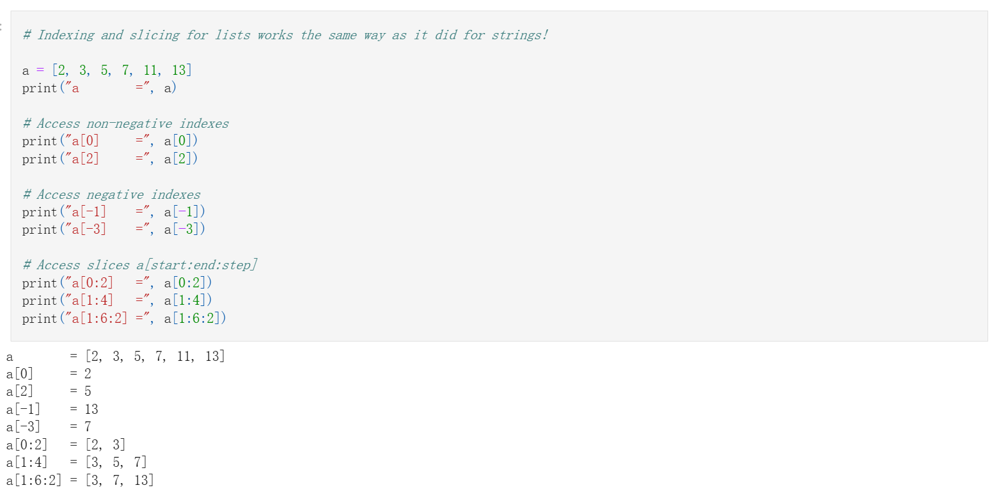 # Indexing and slicing for lists works the same way as it did for strings!
a = [2, 3, 5, 7, 11, 13]
print("a        =", a)
# Access non-negative indexes
print("a[0]     =", a[0])
print("a[2]     =", a[2])
# Access negative indexes
print("a[-1]    =", a[-1])
print("a[-3]    =", a[-3])
# Access slices a[start:end:step]
print("a[0:2]   =", a[0:2])
print("a[1:4]   =", a[1:4])
print("a[1:6:2] =", a[1:6:2])
a        = [2, 3, 5, 7, 11, 13]
a[0]     = 2
a[2]     = 5
a[-1]    = 13
a[-3]    = 7
a[0:2]   = [2, 3]
a[1:4]   = [3, 5, 7]
a[1:6:2] = [3, 7, 13]